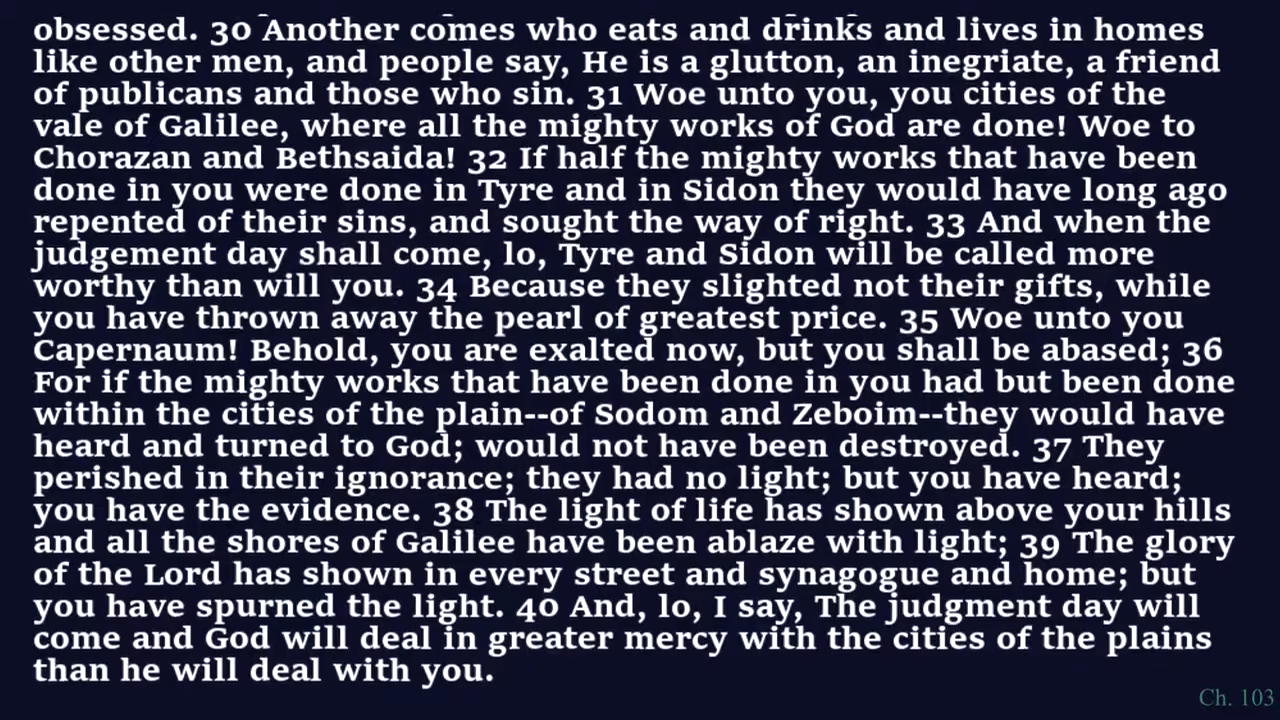 obsessed. 30 Another comes who eats and drinks and lives in homes
like other men, and people say, He is a glutton, an inegriate, a friend
of publicans and those who sin. 31 Woe unto you, you cities of the
vale of Galilee, where all the mighty works of God are done! Woe to
Chorazan and Bethsaida! 32 If half the mighty works that have been
done in you were done in Tyre and in Sidon they would have long ago
repented of their sins, and sought the way of right. 33 And when the
judgement day shall come, lo, Tyre and Sidon will be called more
worthy than will you. 34 Because they slighted not their gifts, while
you have thrown away the pearl of greatest price. 35 Woe unto you
Capernaum! Behold, you are exalted now, but you shall be abased; 36
For if the mighty works that have been done in you had but been done
within the cities of the plain--of Sodom and Zeboim--they would have
heard and turned to God; would not have been destroyed. 37 They
perished in their ignorance; they had no light; but you have heard;
you have the evidence. 38 The light of life has shown above your hills
and all the shores of Galilee have been ablaze with light; 39 The glory
of the Lord has shown in every street and synagogue and home; but
you have spurned the light. 40 And, lo, I say, The judgment day will
come and God will deal in greater mercy with the cities of the plains
than he will deal with you.
Ch. 103